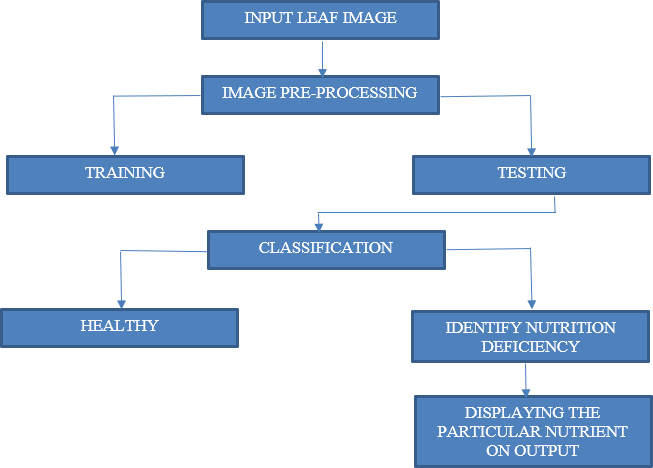 INPUT LEAF IMAGE
IMAGE PRE-PROCESSING
TRAINING
TESTING
CLASSIFICATION
HEALTHY
IDENTIFY NUTRITION
DEFICIENCY
DISPLAYING THE
PARTICULAR NUTRIENT
ON OUTPUT